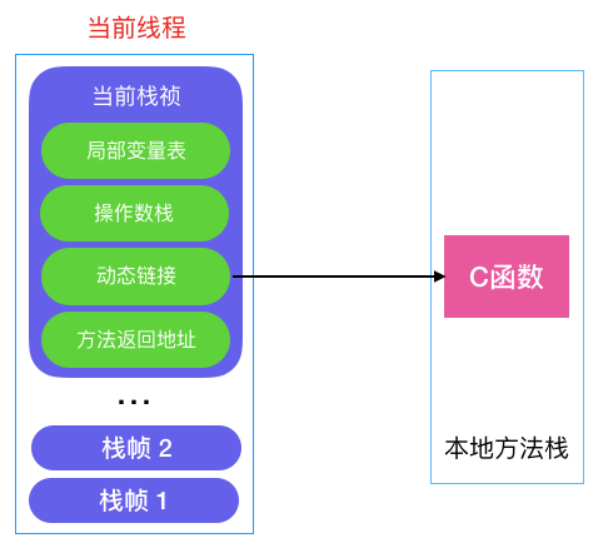 当前线程
当前栈祯
局部变量表
操作数栈
动态链接
方法返回地址
...
栈帧 2
栈帧 1
C函数
本地方法栈